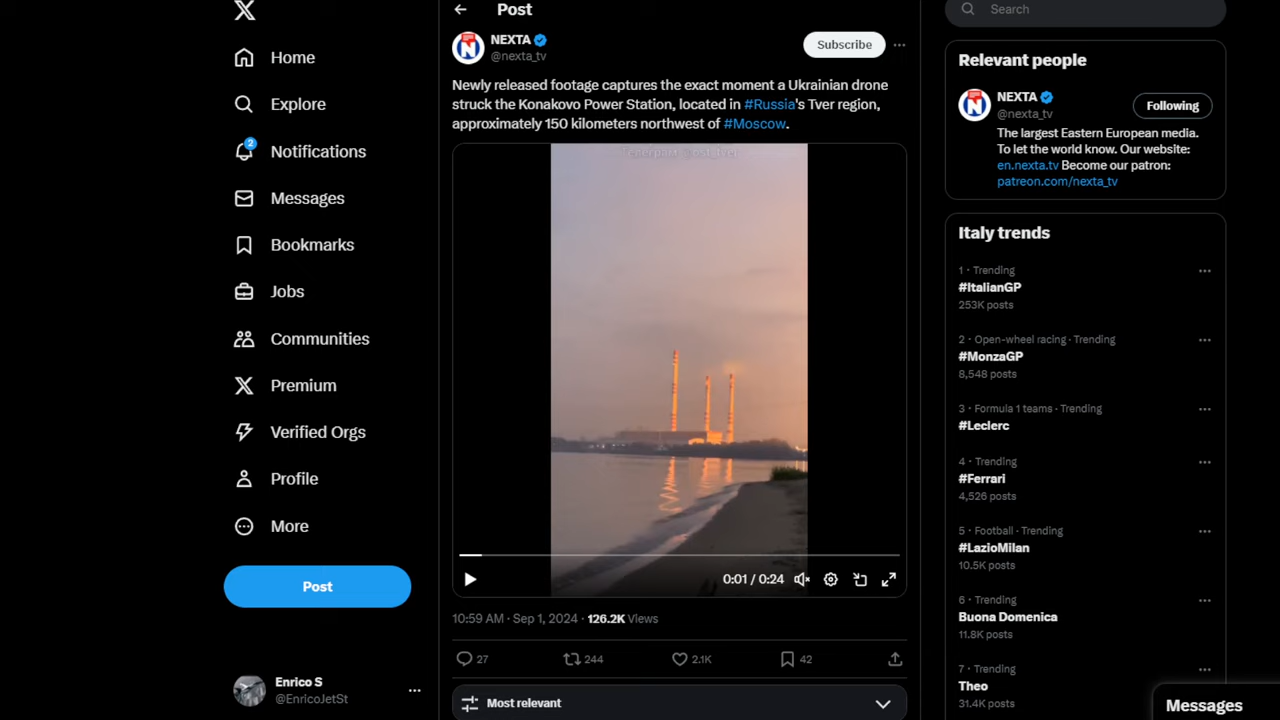 Post
Search
NEXTA
@nexta_tv
Subscribe
Newly released footage captures the exact moment a Ukrainian drone
struck the Konakovo Power Station, located in #Russia's Tver region,
approximately 150 kilometers northwest of #Moscow.
0:01 / 0:24
10:59 AM · Sep 1, 2024 · 126.2K Views
27
244
2.1K
42
Most relevant
Home
Explore
2
Notifications
Messages
Bookmarks
Jobs
Communities
Premium
Verified Orgs
Profile
More
Post
Enrico S
@EnricoJetSt
Relevant people
NEXTA
@nexta_tv
Following
The largest Eastern European media.
To let the world know. Our website:
en.nexta.tv Become our patron:
patreon.com/nexta_tv
Italy trends
1 · Trending
#ItalianGP
253K posts
2 · Open-wheel racing · Trending
#MonzaGP
8,548 posts
3 · Formula 1 teams · Trending
#Leclerc
4 · Trending
#Ferrari
4,526 posts
5 · Football · Trending
#LazioMilan
10.5K posts
6 · Trending
Buona Domenica
11.8K posts
7 · Trending
Theo
31.4K posts
Messages